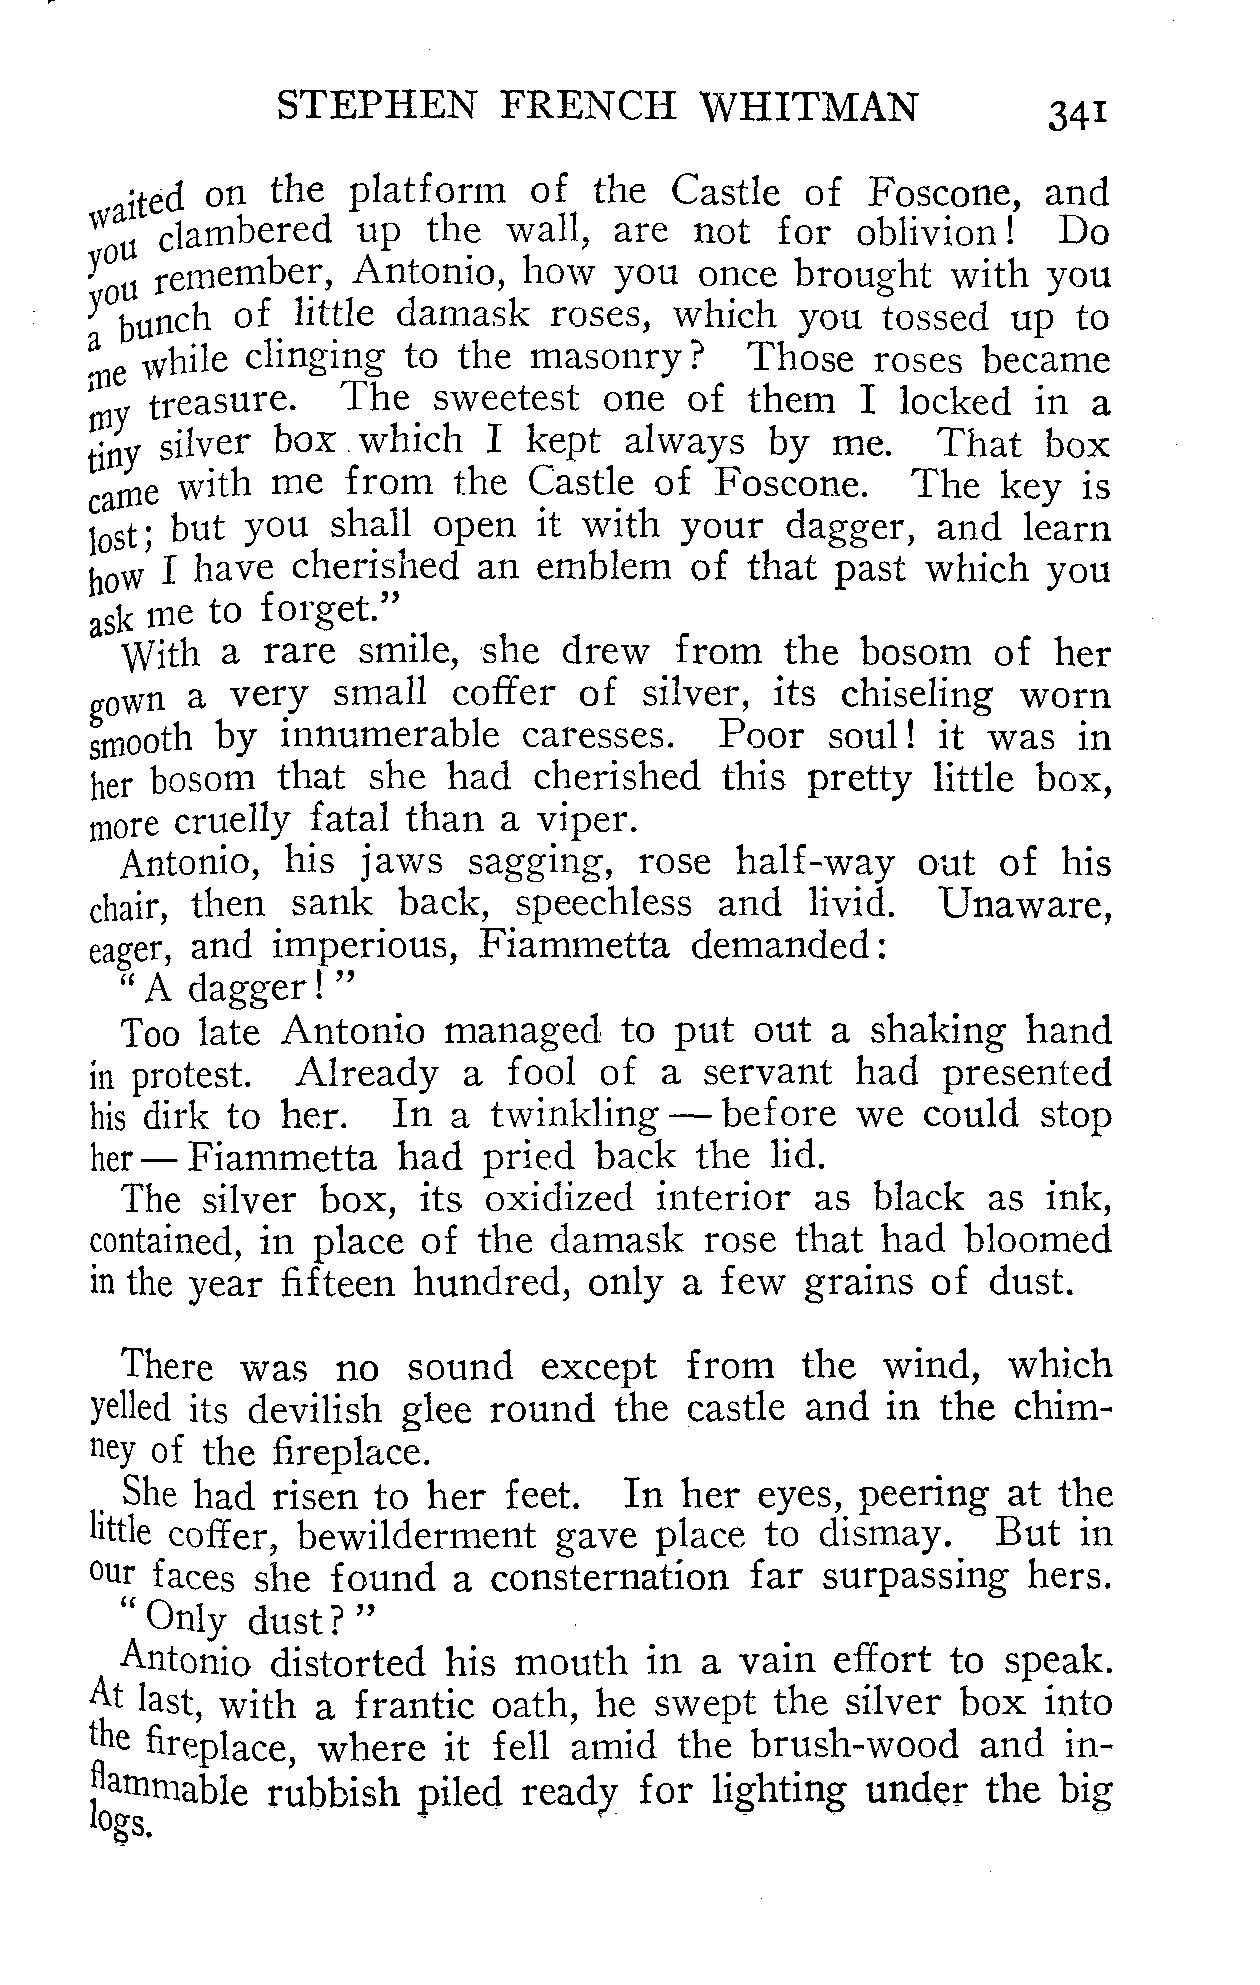 STEPHEN FRENCH WHITMAN 341
waited on the platform of the Castle of Foscone, and
you clambered up the wall, are not for oblivion! Do
you remember, Antonio, how you once brought with you
a bunch of little damask roses, which you tossed up to
me while clinging to the masonry? Those roses became
my treasure. The sweetest one of them I locked in a
tiny silver box which I kept always by me. That box
came with me from the Castle of Foscone. The key is
lost; but you shall open it with your dagger, and learn
how I have cherished an emblem of that past which you
ask me to forget."
With a rare smile, she drew from the bosom of her
gown a very small coffer of silver, its chiseling worn
smooth by innumerable caresses. Poor soul! it was in
her bosom that she had cherished this pretty little box,
more cruelly fatal than a viper.
Antonio, his jaws sagging, rose half-way out of his
chair, then sank back, speechless and livid. Unaware,
eager, and imperious, Fiammetta demanded:
"A dagger!"
Too late Antonio managed to put out a shaking hand
in protest. Already a fool of a servant had presented
his dirk to her. In a twinkling — before we could stop
her — Fiammetta had pried back the lid.
The silver box, its oxidized interior as black as ink,
contained, in place of the damask rose that had bloomed
in the year fifteen hundred, only a few grains of dust.
There was no sound except from the wind, which
yelled its devilish glee round the castle and in the chim-
ney of the fireplace.
She had risen to her feet. In her eyes, peering at the
little coffer, bewilderment gave place to dismay. But in
our faces she found a consternation far surpassing hers.
"Only dust?"
Antonio distorted his mouth in a vain effort to speak.
At last, with a frantic oath, he swept the silver box into
the fireplace, where it fell amid the brush-wood and in-
flammable rubbish piled ready for lighting under the big
logs.